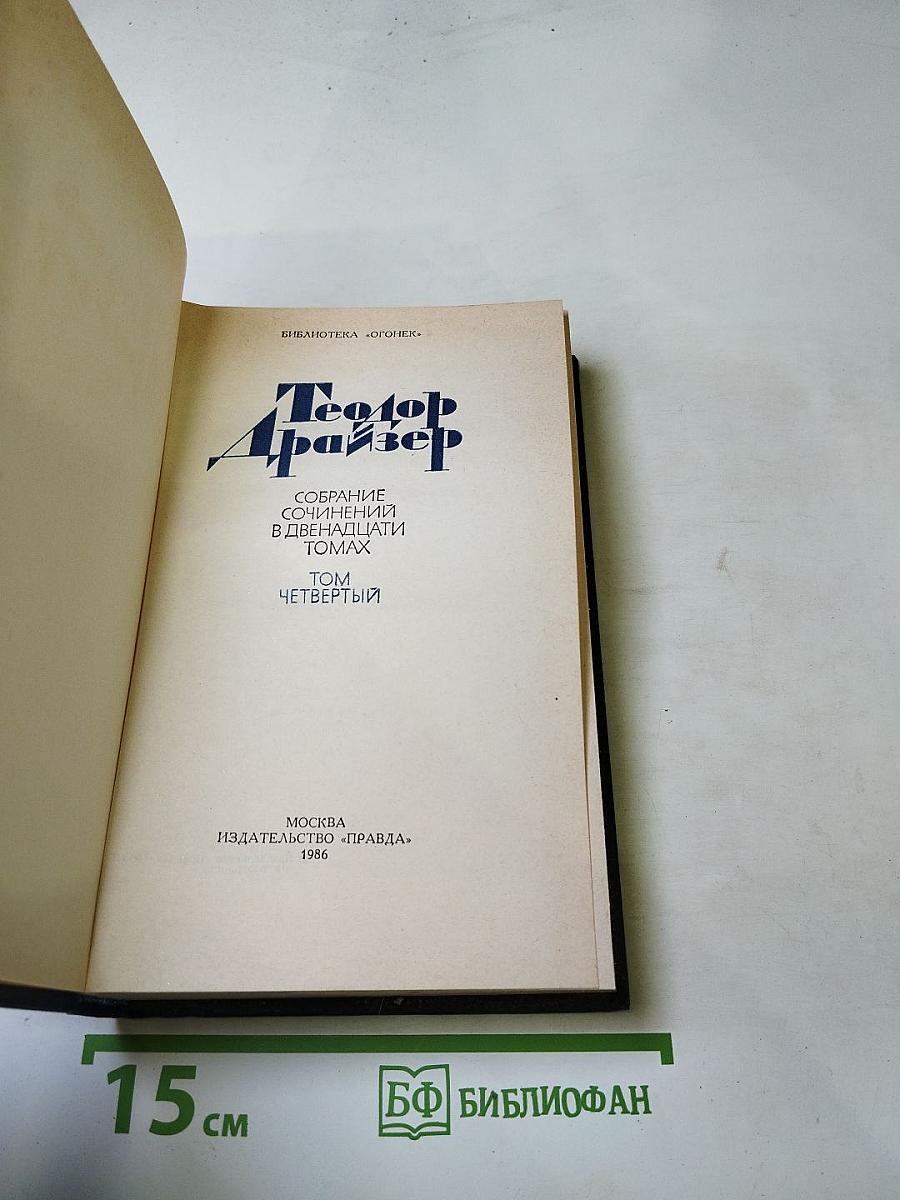 БИБЛИОТЕКА «ОГОНЕК»
Теодор
Драйзер
СОБРАНИЕ
СОЧИНЕНИЙ
В ДВЕНАДЦАТИ
ТОМАХ
ТОМ
ЧЕТВЕРТЫЙ
МОСКВА
ИЗДАТЕЛЬСТВО «ПРАВДА»
1986
15 см
БФ БИБЛИОФАН